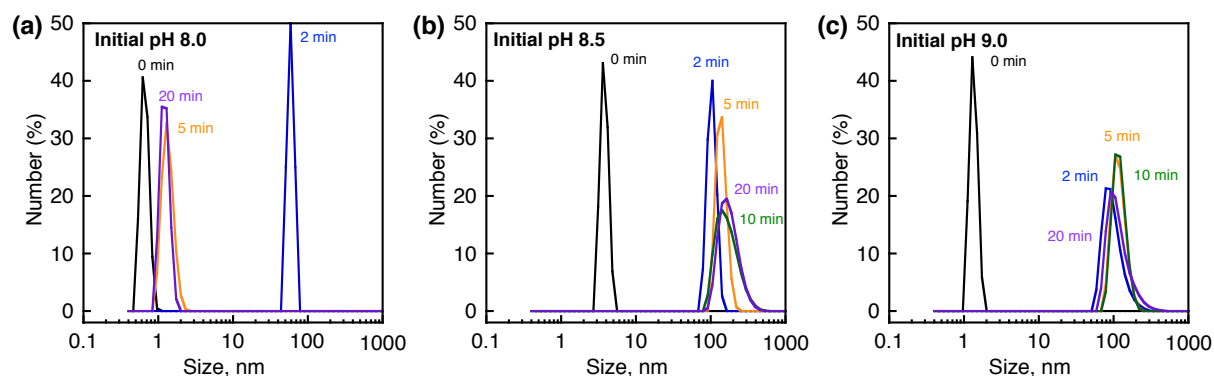 (a)
Initial pH 8.0
0 min
2 min
20 min
5 min
50
40
30
20
10
0
Number (%)
0.1 1 10 100 1000
Size, nm
(b)
Initial pH 8.5
0 min
2 min
5 min
20 min
10 min
50
40
30
20
10
0
Number (%)
0.1 1 10 100 1000
Size, nm
(c)
Initial pH 9.0
0 min
5 min
2 min
10 min
20 min
50
40
30
20
10
0
Number (%)
0.1 1 10 100 1000
Size, nm